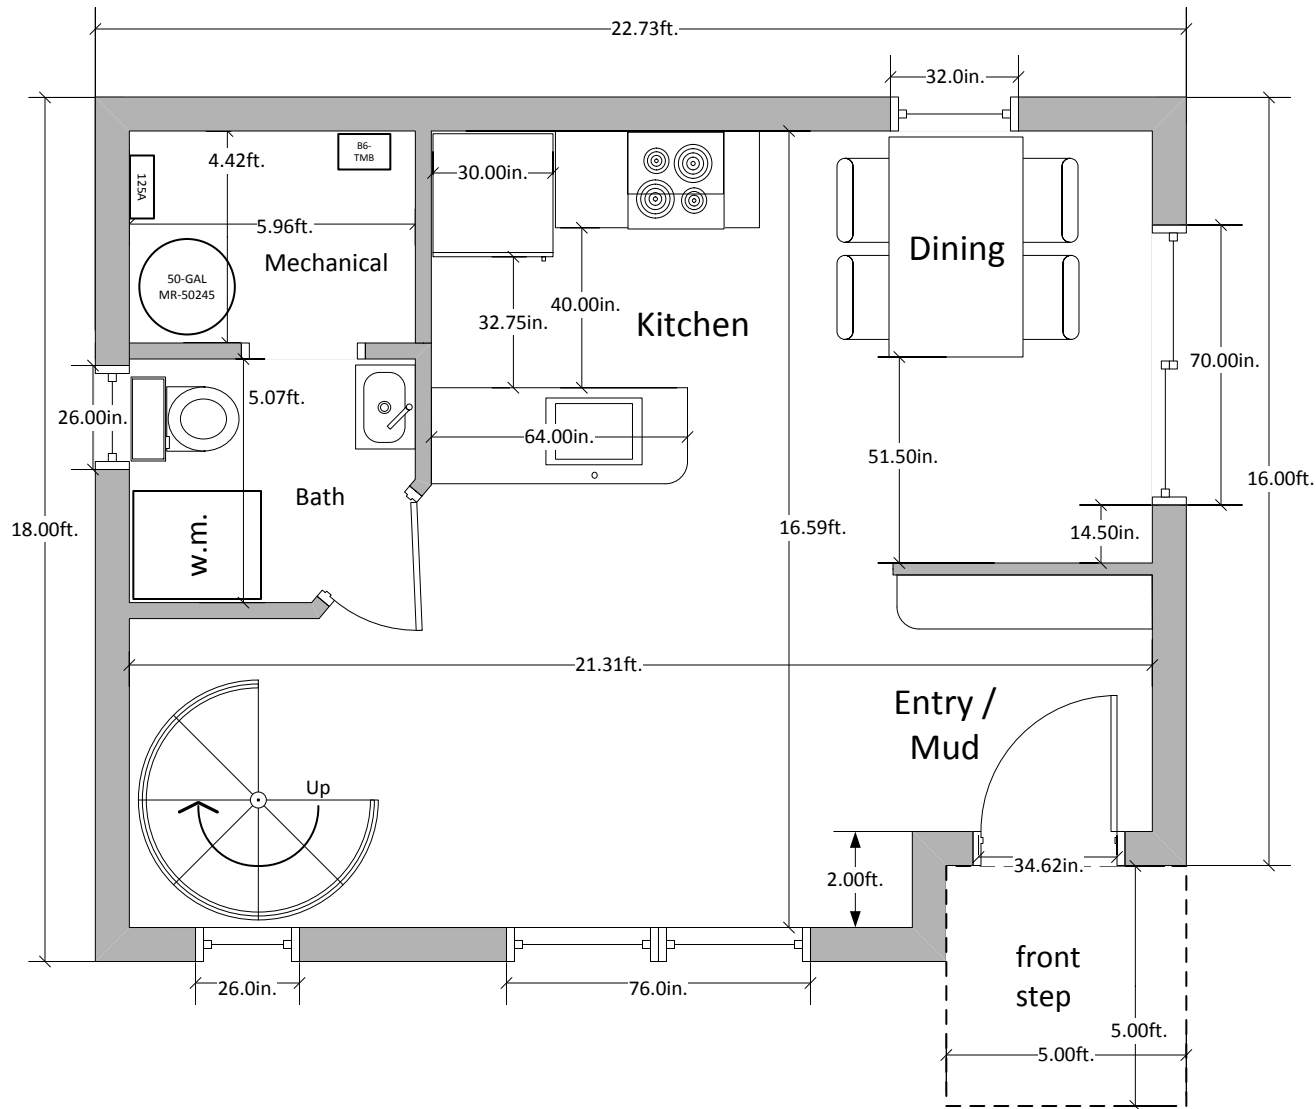 22.73ft.
32.0in.
B6-
TMB
4.42ft.
125A
30.00in.
5.96ft.
Mechanical
Dining
50-GAL
MR-50245
40.00in.
32.75in.
Kitchen
70.00in.
5.07ft.
26.00in.
64.00in.
51.50in.
16.00ft.
Bath
18.00ft.
w.m.
16.59ft.
14.50in.
21.31ft.
Entry /
Mud
Up
2.00ft.
34.62in.
front
step
26.0in.
76.0in.
5.00ft.
5.00ft.